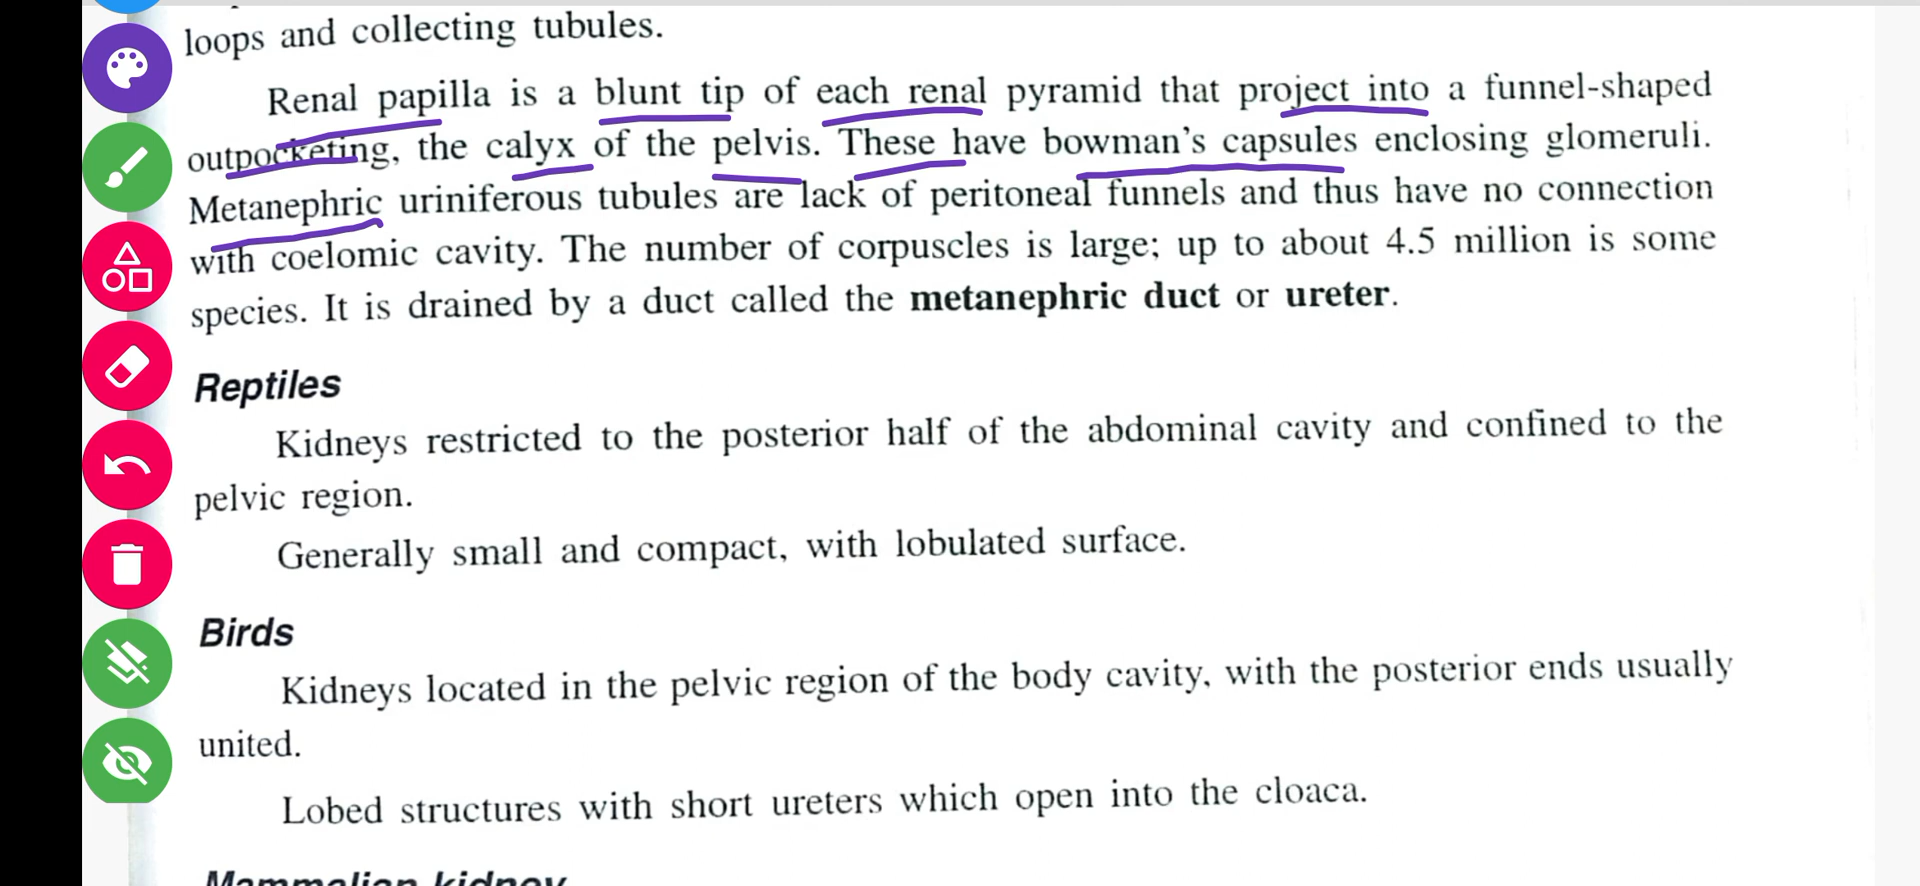 loops and collecting tubules.
Renal papilla is a blunt tip of each renal pyramid that project into a funnel-shaped
outpocketing, the calyx of the pelvis. These have bowman's capsules enclosing glomeruli.
Metanephric uriniferous tubules are lack of peritoneal funnels and thus have no connection
with coelomic cavity. The number of corpuscles is large; up to about 4.5 million is some
species. It is drained by a duct called the metanephric duct or ureter.
Reptiles
Kidneys restricted to the posterior half of the abdominal cavity and confined to the
pelvic region.
Generally small and compact, with lobulated surface.
Birds
Kidneys located in the pelvic region of the body cavity, with the posterior ends usually
united.
Lobed structures with short ureters which open into the cloaca.
Mammalian kidney